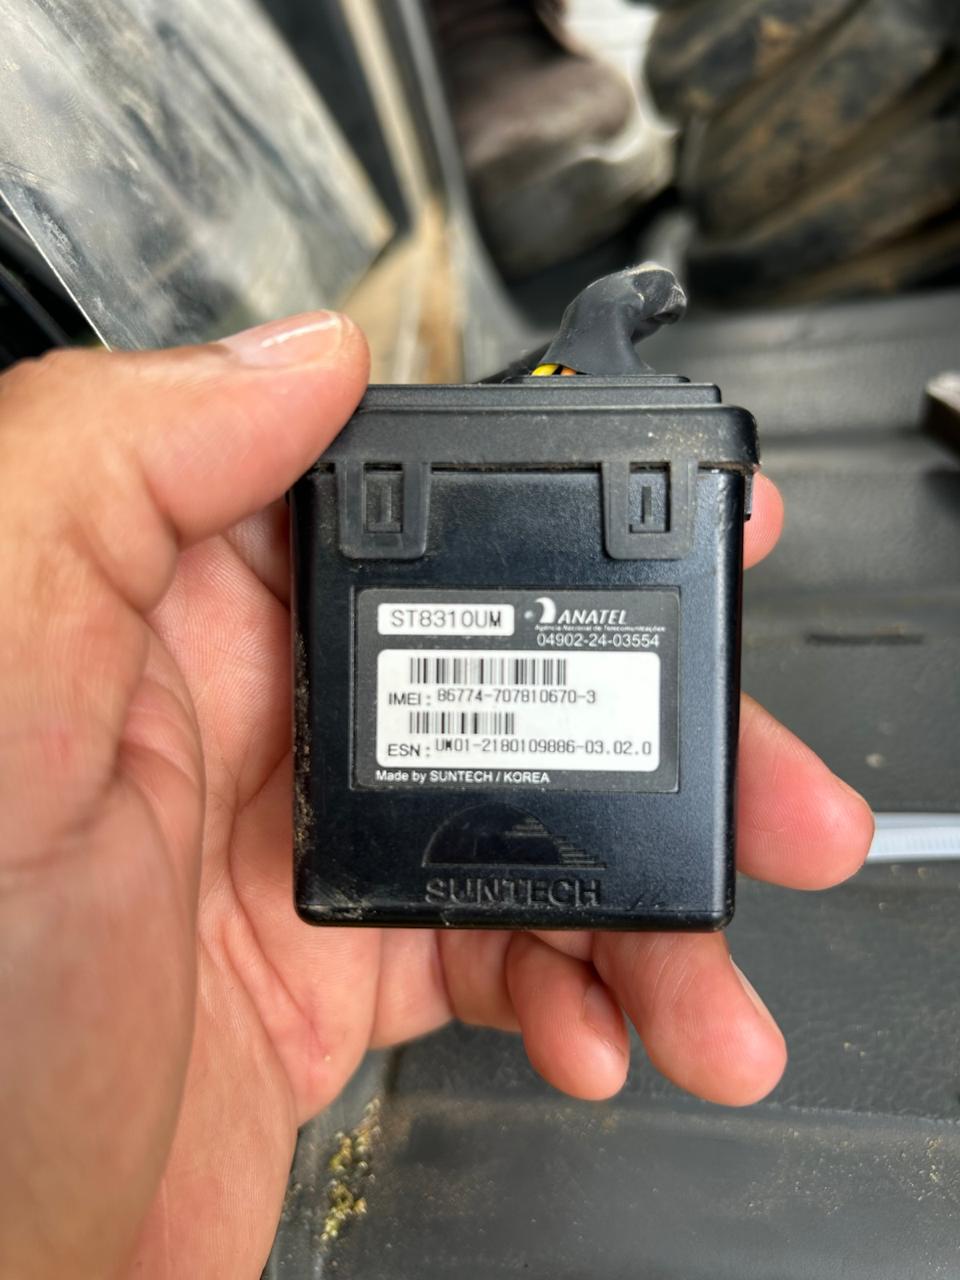 ST8310UM
ANATEL
Agência Nacional de Telecomunicações
04902-24-03554
IMEI : 86774-707810670-3
ESN : UM01-2180109886-03.02.0
Made by SUNTECH / KOREA
SUNTECH